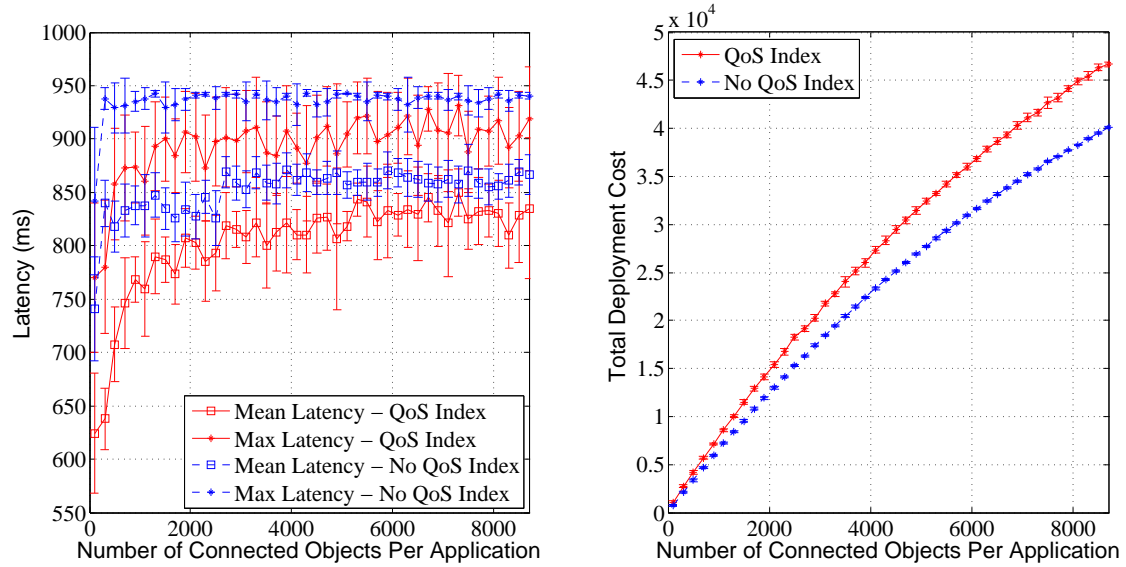 1000
950
900
850
800
750
700
650
600
550
Latency (ms)
0
2000
4000
6000
8000
Number of Connected Objects Per Application
Mean Latency – QoS Index
Max Latency – QoS Index
Mean Latency – No QoS Index
Max Latency – No QoS Index
x 10^4
5
4.5
4
3.5
3
2.5
2
1.5
1
0.5
0
Total Deployment Cost
0
2000
4000
6000
8000
Number of Connected Objects Per Application
QoS Index
No QoS Index